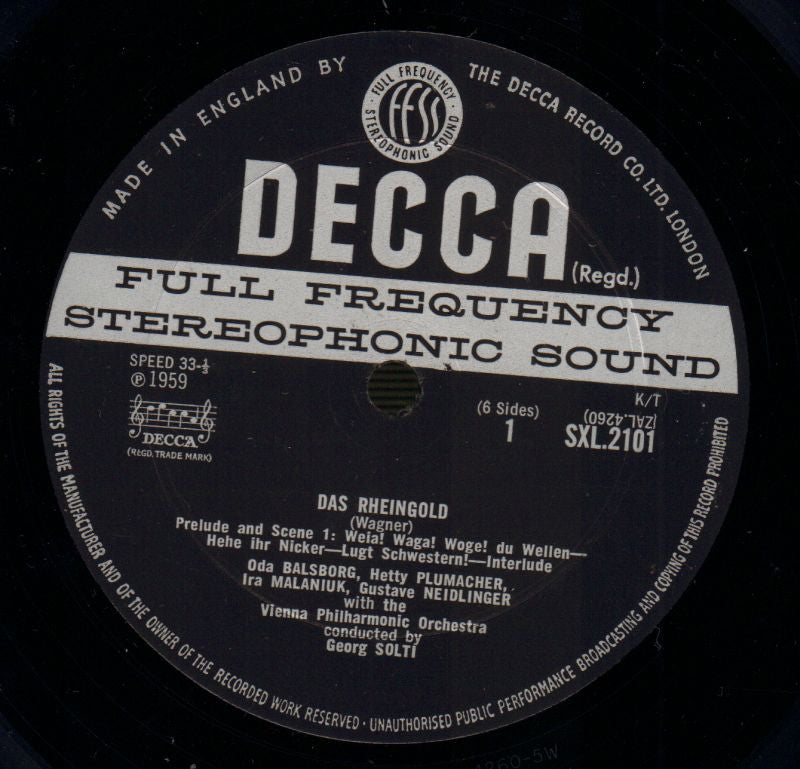 MADE IN ENGLAND BY
THE DECCA RECORD CO. LTD. LONDON
FULL FREQUENCY
STEREOPHONIC SOUND
FFSS
DECCA
(Regd.)
FULL FREQUENCY
STEREOPHONIC SOUND
SPEED 33-⅓
℗ 1959
DECCA
(REGD. TRADE MARK)
K/T
(ZAL.4260)
(6 Sides)
1
SXL.2101
DAS RHEINGOLD
(Wagner)
Prelude and Scene 1: Weia! Waga! Woge! du Wellen—
Hehe ihr Nicker—Lugt Schwestern!—Interlude
Oda BALSBORG, Hetty PLUMACHER,
Ira MALANIUK, Gustave NEIDLINGER
with the
Vienna Philharmonic Orchestra
conducted by
Georg SOLTI
ALL RIGHTS OF THE MANUFACTURER AND OF THE OWNER OF THE RECORDED WORK RESERVED · UNAUTHORISED PUBLIC PERFORMANCE BROADCASTING AND COPYING OF THIS RECORD PROHIBITED
4260-5W